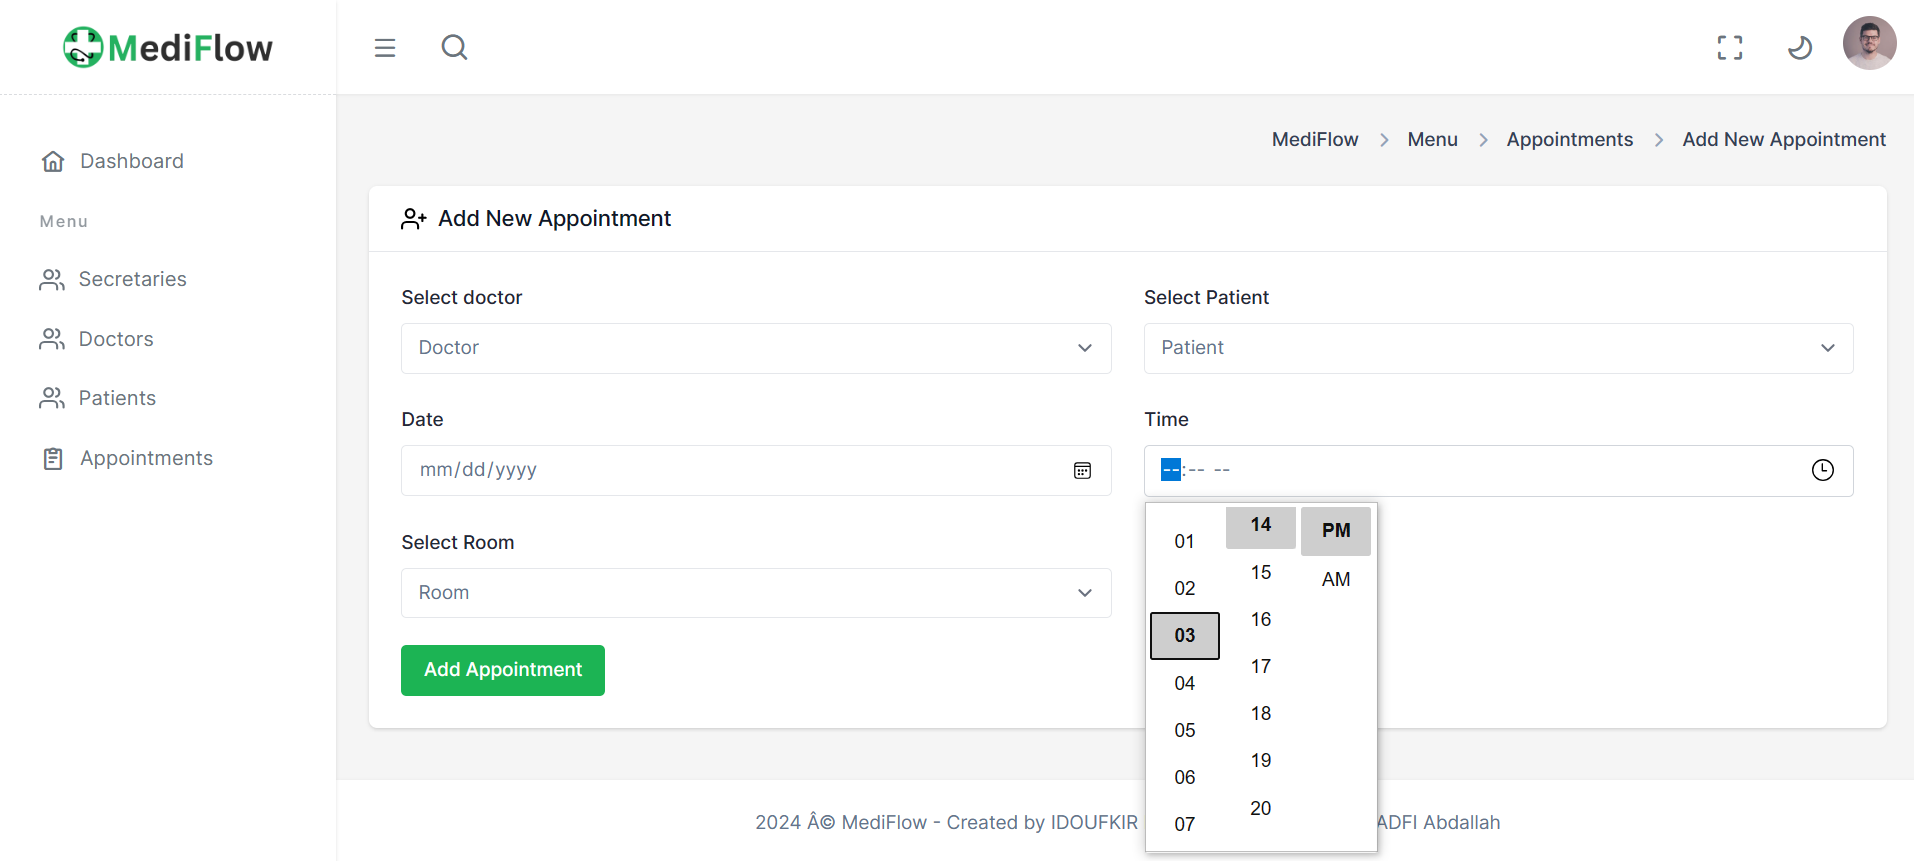 MediFlow
Dashboard
Menu
Secretaries
Doctors
Patients
Appointments
MediFlow > Menu > Appointments > Add New Appointment
Add New Appointment
Select doctor
Doctor
Select Patient
Patient
Date
mm/dd/yyyy
Time
--:-- --
01
02
03
04
05
06
07
14
15
16
17
18
19
20
PM
AM
Select Room
Room
Add Appointment
2024 Â© MediFlow - Created by IDOUFKIR
ADFI Abdallah